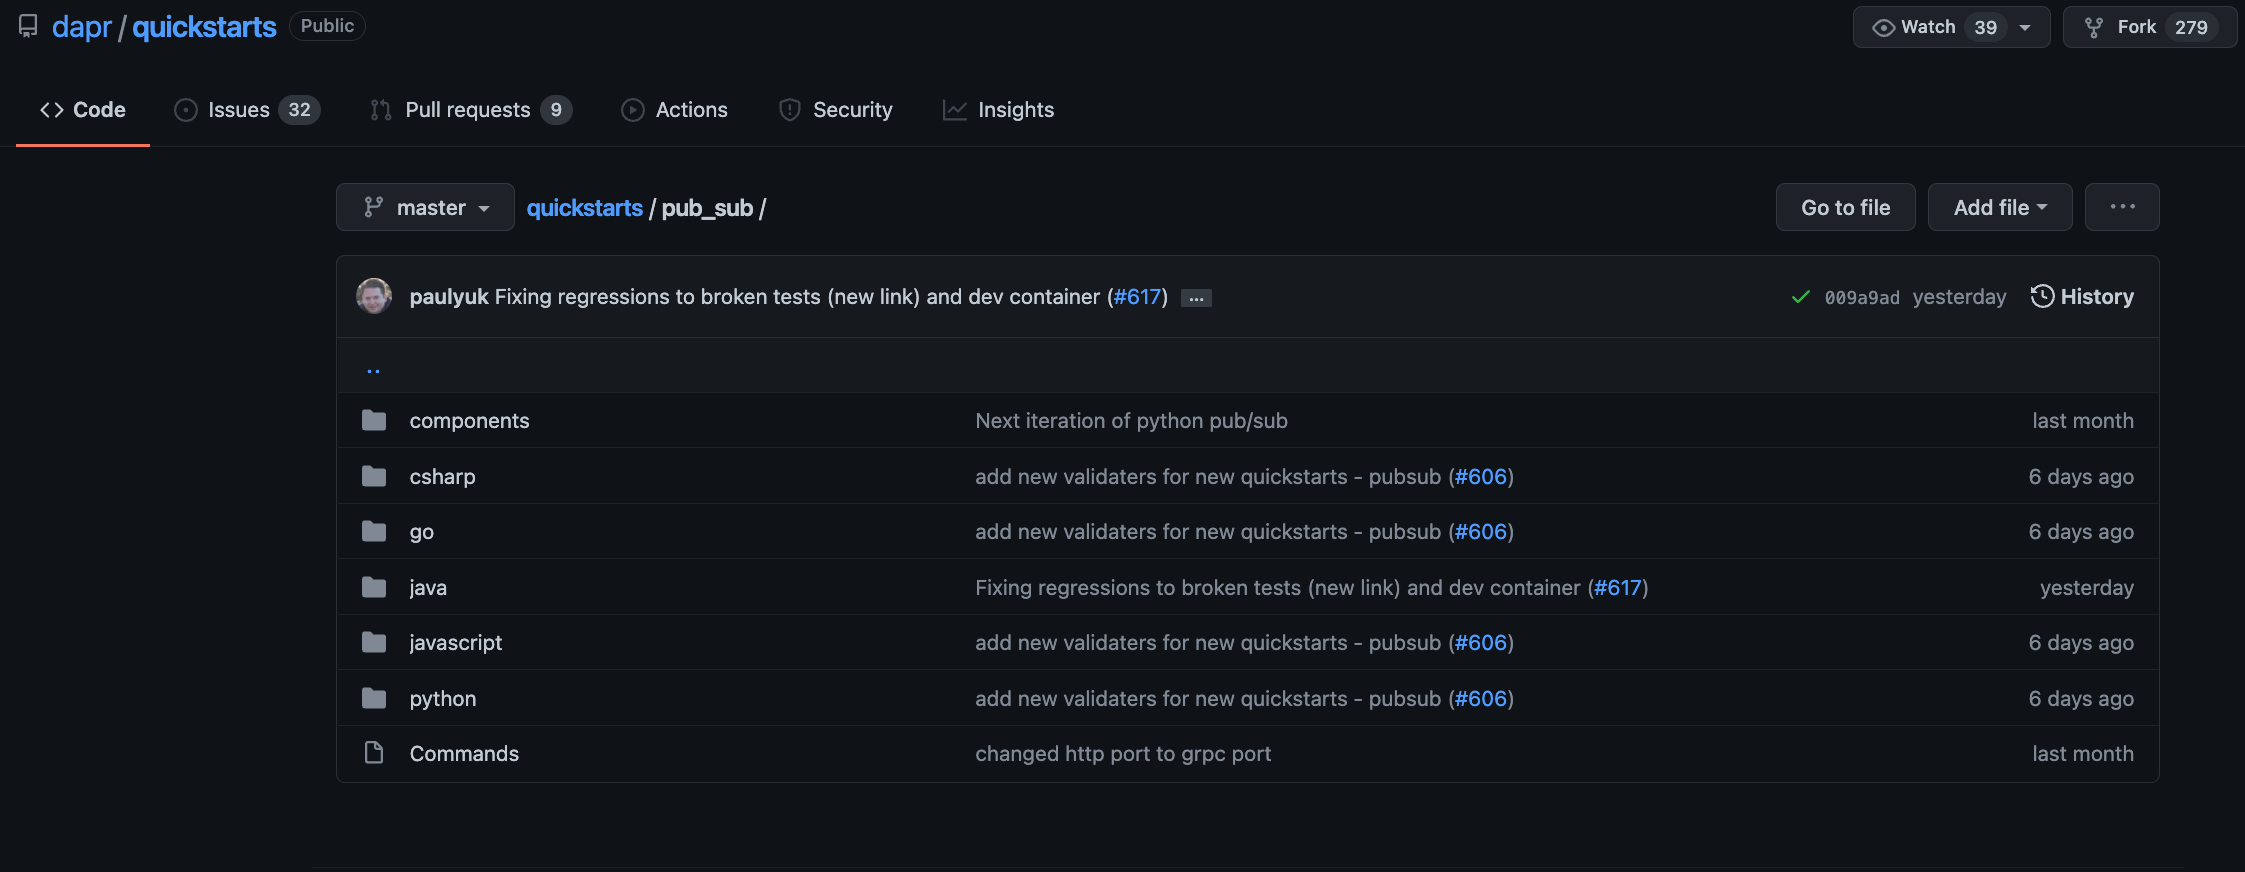 dapr / quickstarts Public Watch 39 Fork 279
Code Issues 32 Pull requests 9 Actions Security Insights
master quickstarts / pub_sub / Go to file Add file ...
paulyuk Fixing regressions to broken tests (new link) and dev container (#617) ... 009a9ad yesterday History
..
components Next iteration of python pub/sub last month
csharp add new validaters for new quickstarts - pubsub (#606) 6 days ago
go add new validaters for new quickstarts - pubsub (#606) 6 days ago
java Fixing regressions to broken tests (new link) and dev container (#617) yesterday
javascript add new validaters for new quickstarts - pubsub (#606) 6 days ago
python add new validaters for new quickstarts - pubsub (#606) 6 days ago
Commands changed http port to grpc port last month